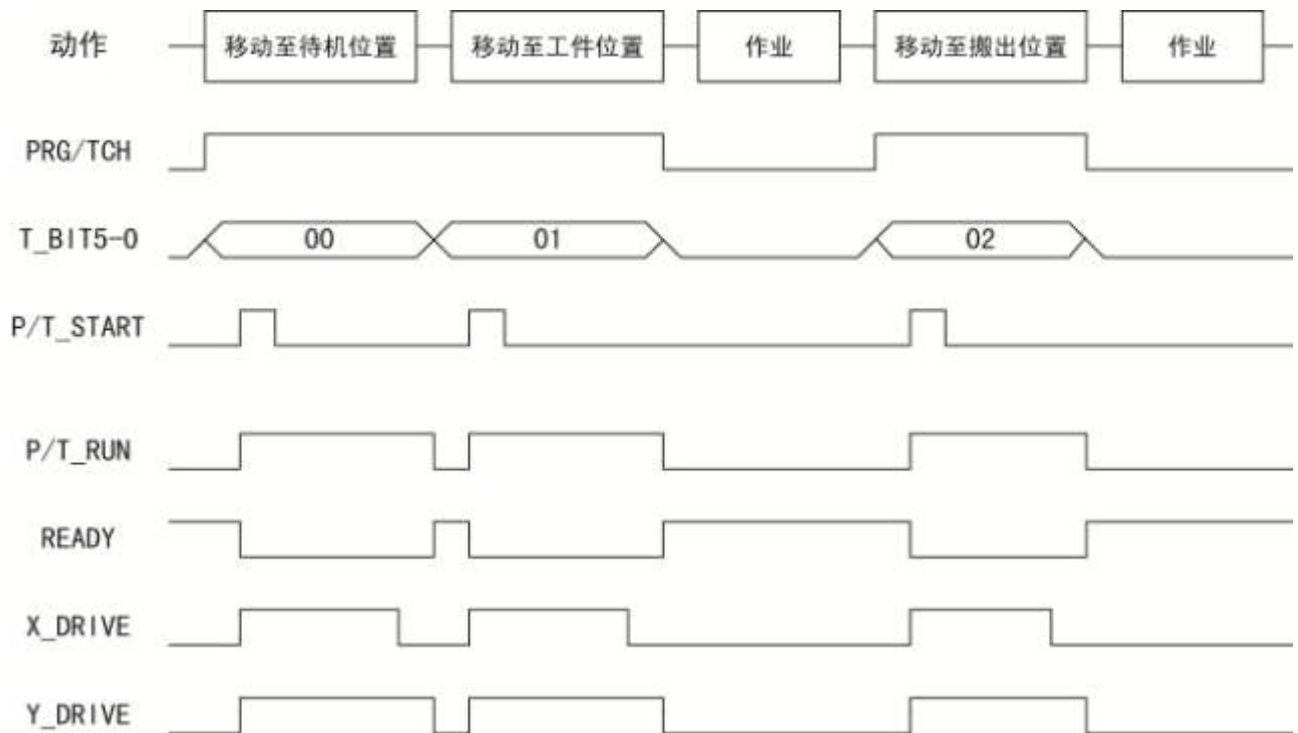 动作 移动至待机位置 移动至工件位置 作业 移动至搬出位置 作业
PRG/TCH
T_BIT5-0 00 01 02
P/T_START
P/T_RUN
READY
X_DRIVE
Y_DRIVE